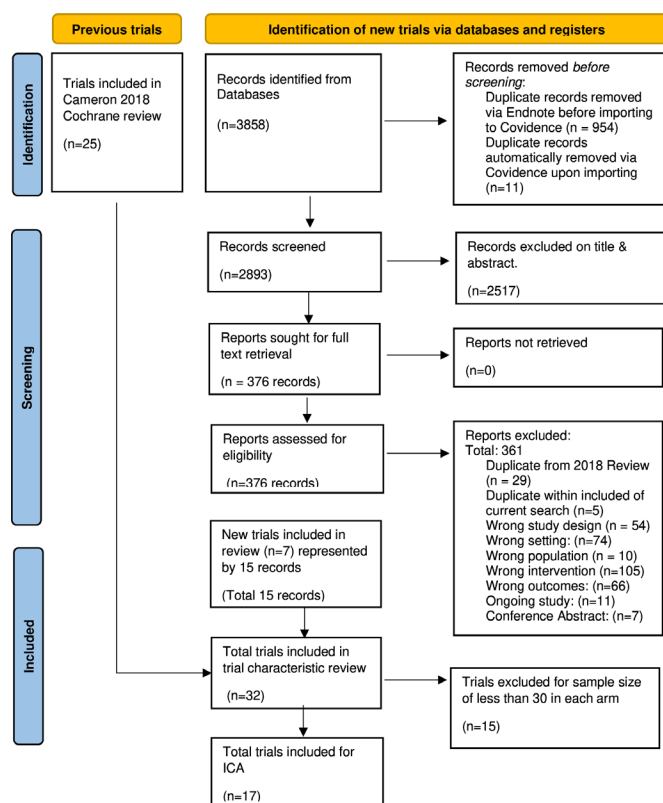 Previous trials
Identification of new trials via databases and registers
Identification
Trials included in
Cameron 2018
Cochrane review
(n=25)
Records identified from
Databases
(n=3858)
Records removed before
screening:
Duplicate records removed
via Endnote before importing
to Covidence (n = 954)
Duplicate records
automatically removed via
Covidence upon importing
(n=11)
Screening
Records screened
(n=2893)
Records excluded on title &
abstract.
(n=2517)
Reports sought for full
text retrieval
(n = 376 records)
Reports not retrieved
(n=0)
Reports assessed for
eligibility
(n=376 records)
Reports excluded:
Total: 361
Duplicate from 2018 Review
(n = 29)
Duplicate within included of
current search (n=5)
Wrong study design (n = 54)
Wrong setting: (n=74)
Wrong population (n = 10)
Wrong intervention (n=105)
Wrong outcomes: (n=66)
Ongoing study: (n=11)
Conference Abstract: (n=7)
Included
New trials included in
review (n=7) represented
by 15 records
(Total 15 records)
Total trials included in
trial characteristic review
(n=32)
Trials excluded for sample size
of less than 30 in each arm
(n=15)
Total trials included for
ICA
(n=17)